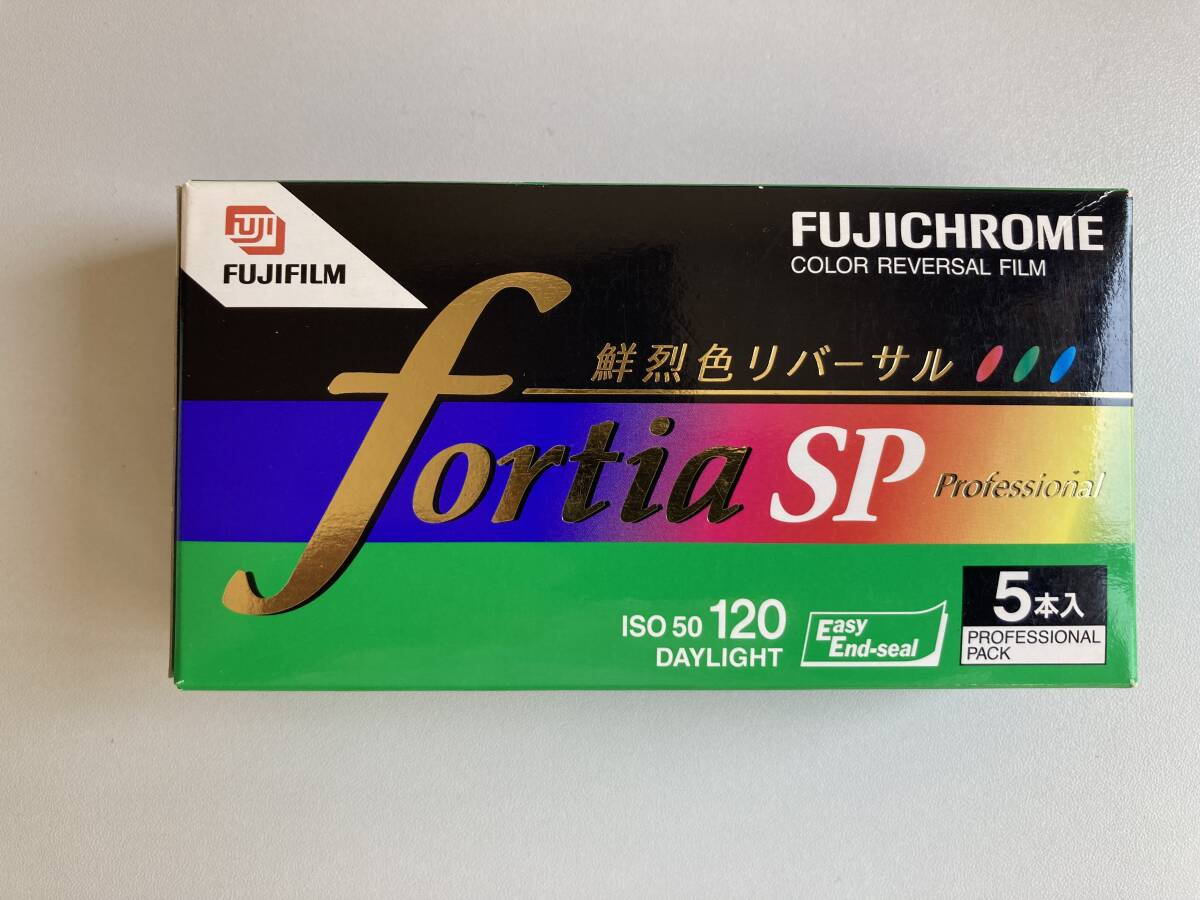 FUJI
FUJIFILM
FUJICHROME
COLOR REVERSAL FILM
鮮烈色リバーサル
fortia SP Professional
ISO 50 120
DAYLIGHT
Easy
End-seal
5本入
PROFESSIONAL
PACK